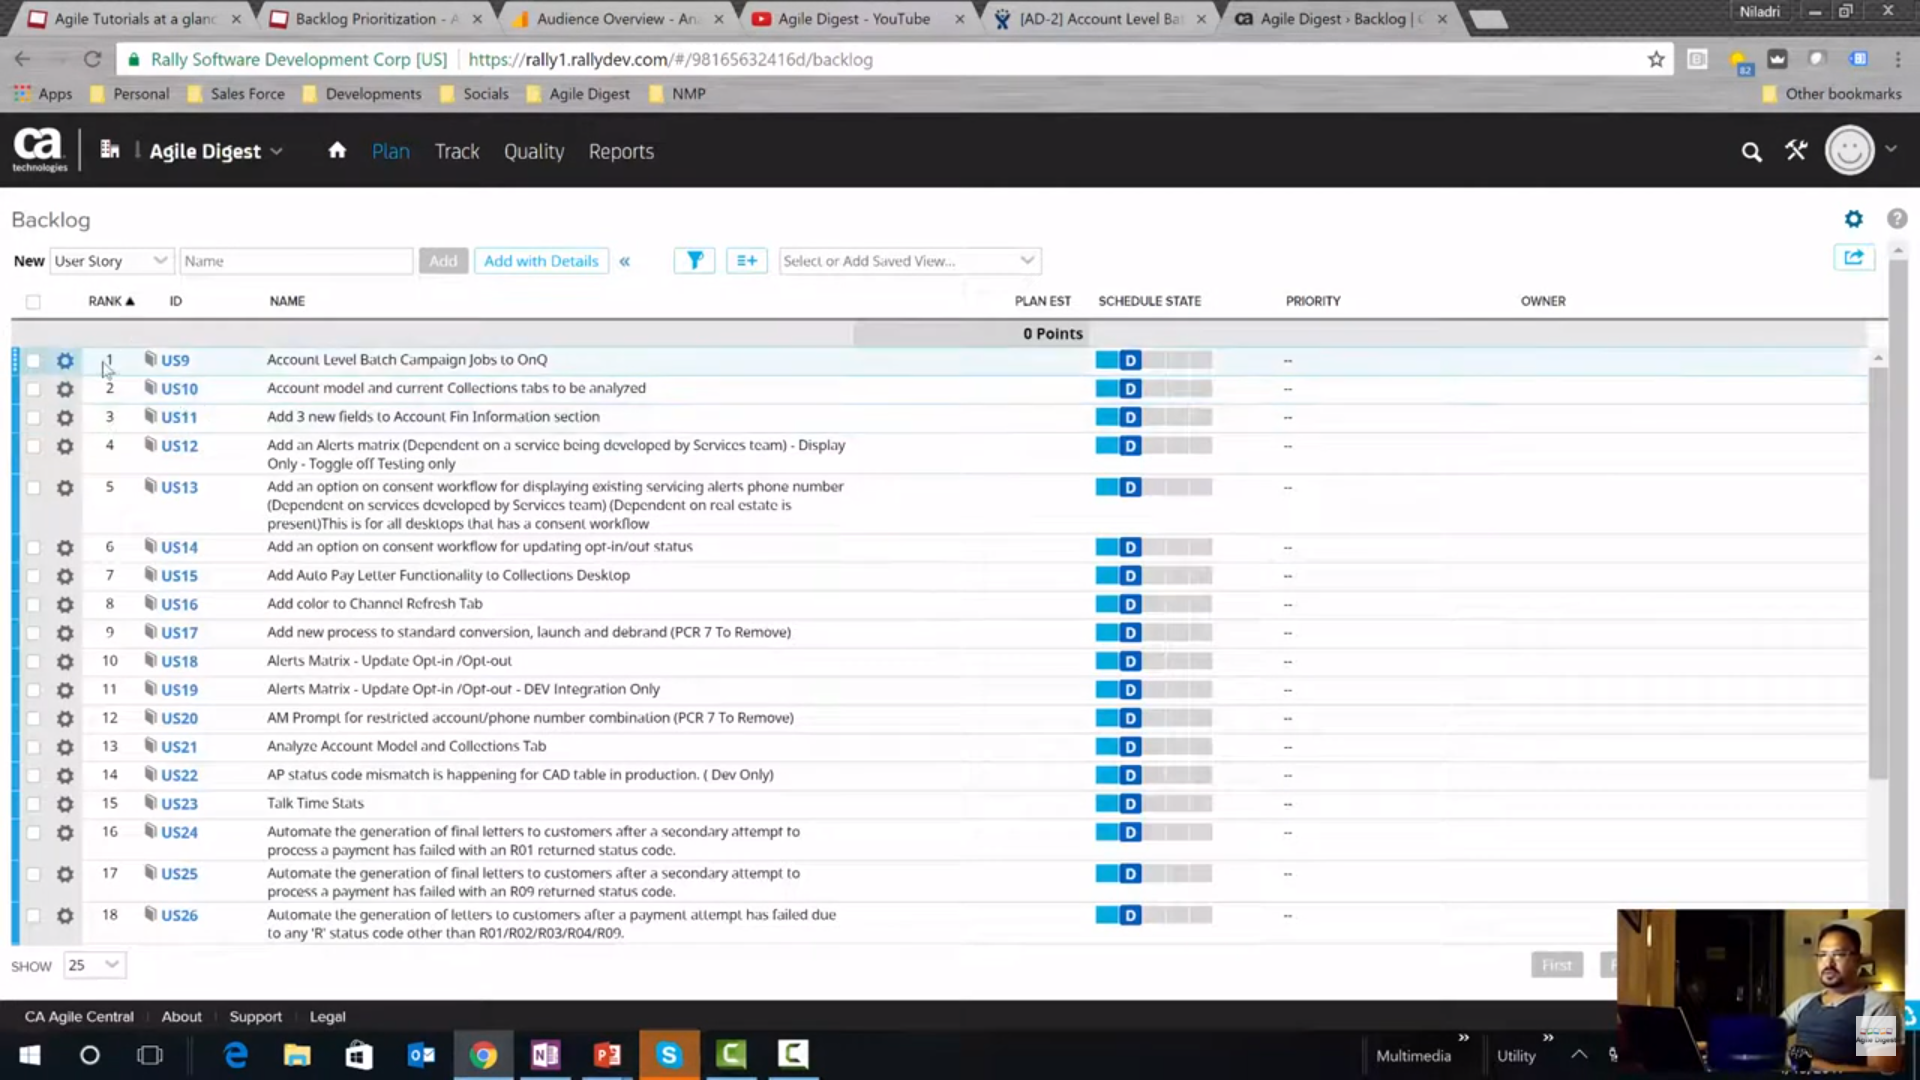 Agile Tutorials at a glanc
Backlog Prioritization - A
Audience Overview - An
Agile Digest - YouTube
[AD-2] Account Level Ba
Agile Digest › Backlog |
Niladri
Rally Software Development Corp [US]
https://rally1.rallydev.com/#/98165632416d/backlog
82
Apps
Personal
Sales Force
Developments
Socials
Agile Digest
NMP
Other bookmarks
ca
technologies
Agile Digest
Plan
Track
Quality
Reports
Backlog
New
User Story
Name
Add
Add with Details
«
Select or Add Saved View...
RANK
ID
NAME
PLAN EST
SCHEDULE STATE
PRIORITY
OWNER
0 Points
1 US9 Account Level Batch Campaign Jobs to OnQ D --
2 US10 Account model and current Collections tabs to be analyzed D --
3 US11 Add 3 new fields to Account Fin Information section D --
4 US12 Add an Alerts matrix (Dependent on a service being developed by Services team) - Display D --
Only - Toggle off Testing only
5 US13 Add an option on consent workflow for displaying existing servicing alerts phone number D --
(Dependent on services developed by Services team) (Dependent on real estate is
present)This is for all desktops that has a consent workflow
6 US14 Add an option on consent workflow for updating opt-in/out status D --
7 US15 Add Auto Pay Letter Functionality to Collections Desktop D --
8 US16 Add color to Channel Refresh Tab D --
9 US17 Add new process to standard conversion, launch and debrand (PCR 7 To Remove) D --
10 US18 Alerts Matrix - Update Opt-in /Opt-out D --
11 US19 Alerts Matrix - Update Opt-in /Opt-out - DEV Integration Only D --
12 US20 AM Prompt for restricted account/phone number combination (PCR 7 To Remove) D --
13 US21 Analyze Account Model and Collections Tab D --
14 US22 AP status code mismatch is happening for CAD table in production. ( Dev Only) D --
15 US23 Talk Time Stats D --
16 US24 Automate the generation of final letters to customers after a secondary attempt to D --
process a payment has failed with an R01 returned status code.
17 US25 Automate the generation of final letters to customers after a secondary attempt to D --
process a payment has failed with an R09 returned status code.
18 US26 Automate the generation of letters to customers after a payment attempt has failed due D --
to any 'R' status code other than R01/R02/R03/R04/R09.
SHOW 25
First
CA Agile Central
About
Support
Legal
Multimedia
Utility
Agile Digest